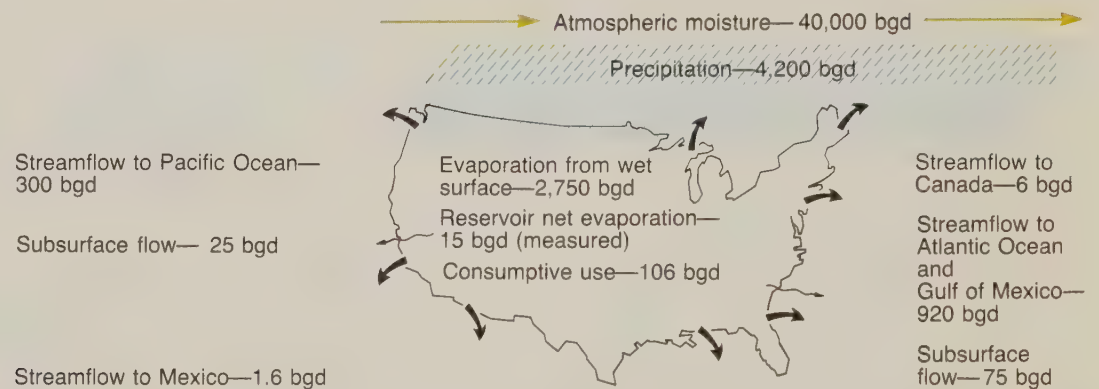 Atmospheric moisture—40,000 bgd
Precipitation—4,200 bgd
Streamflow to Pacific Ocean—
300 bgd
Subsurface flow— 25 bgd
Streamflow to Mexico—1.6 bgd
Evaporation from wet
surface—2,750 bgd
Reservoir net evaporation—
15 bgd (measured)
Consumptive use—106 bgd
Streamflow to
Canada—6 bgd
Streamflow to
Atlantic Ocean
and
Gulf of Mexico—
920 bgd
Subsurface
flow—75 bgd